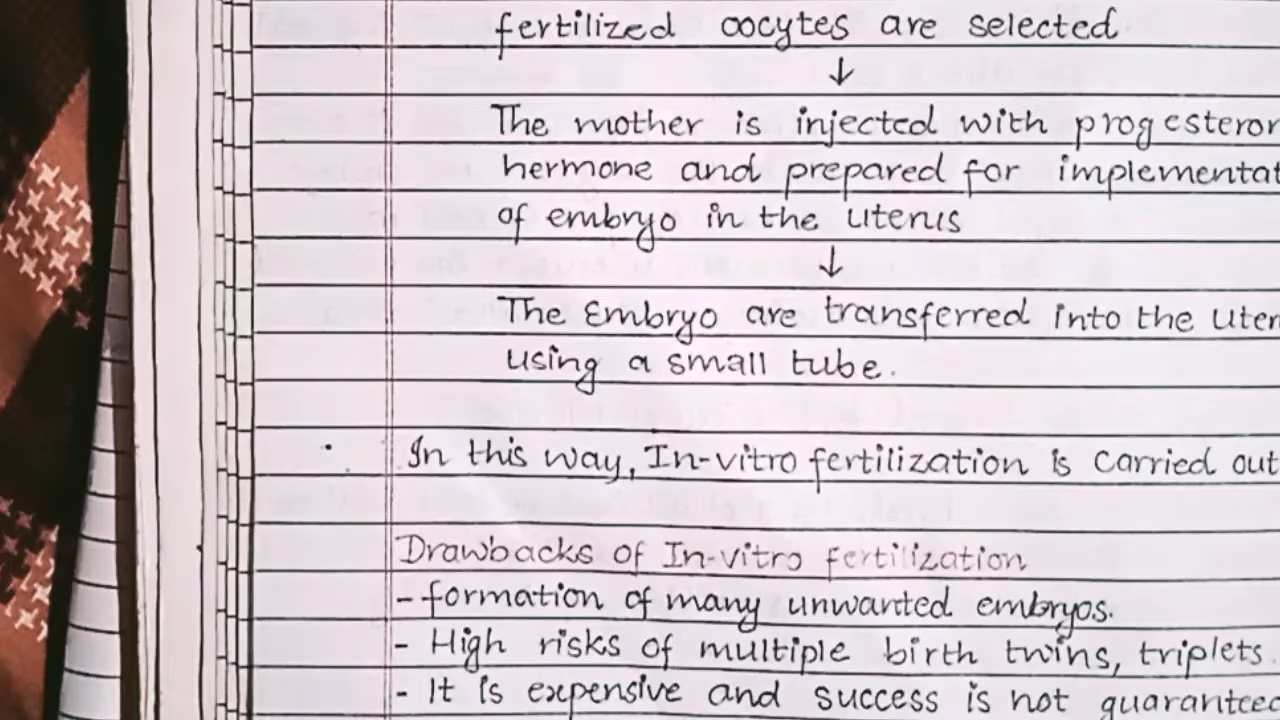 fertilized oocytes are selected
↓
The mother is injected with progesteron
hermone and prepared for implementat
of embryo in the uterus
↓
The Embryo are transferred into the uter
using a small tube.
In this way, In-vitro fertilization is carried out
Drawbacks of In-vitro fertilization
- formation of many unwanted embryos.
- High risks of multiple birth twins, triplets.
- It is expensive and success is not guaranteed